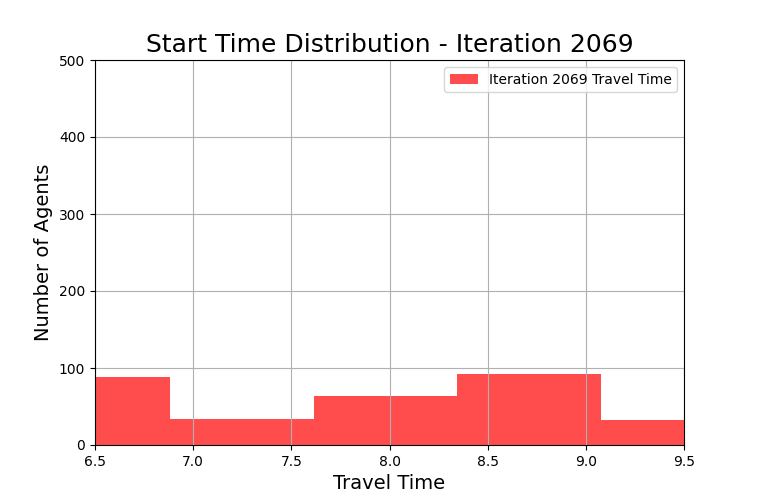 Start Time Distribution - Iteration 2069
Iteration 2069 Travel Time
Number of Agents
500
400
300
200
100
0
6.5 7.0 7.5 8.0 8.5 9.0 9.5
Travel Time